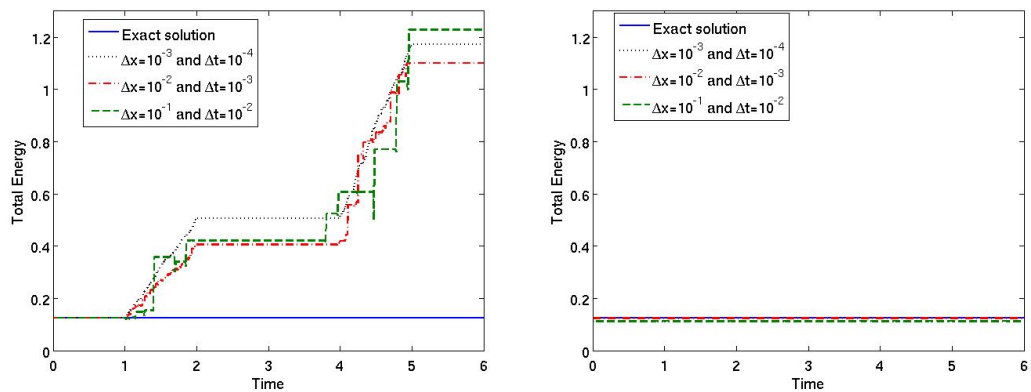 Exact solution
Δx=10⁻³ and Δt=10⁻⁴
Δx=10⁻² and Δt=10⁻³
Δx=10⁻¹ and Δt=10⁻²
Total Energy
1.2
1
0.8
0.6
0.4
0.2
0
0 1 2 3 4 5 6
Time
Exact solution
Δx=10⁻³ and Δt=10⁻⁴
Δx=10⁻² and Δt=10⁻³
Δx=10⁻¹ and Δt=10⁻²
Total Energy
1.2
1
0.8
0.6
0.4
0.2
0
0 1 2 3 4 5 6
Time